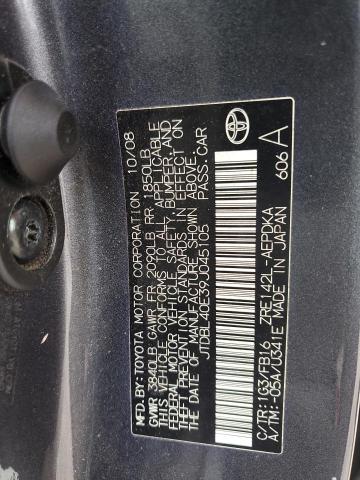 MFD. BY: TOYOTA MOTOR CORPORATION 10/08
GVWR 3840LB GAWR FR 2090LB RR 1850LB
THIS VEHICLE CONFORMS TO ALL APPLICABLE
FEDERAL MOTOR VEHICLE SAFETY, BUMPER, AND
THEFT PREVENTION STANDARDS IN EFFECT ON
THE DATE OF MANUFACTURE SHOWN ABOVE.
JTDBL40E39J045105 PASS. CAR
C/TR: 1G3/FB16 ZRE142L-AEPDKA
A/TM: -05A/U341E MADE IN JAPAN
606 A